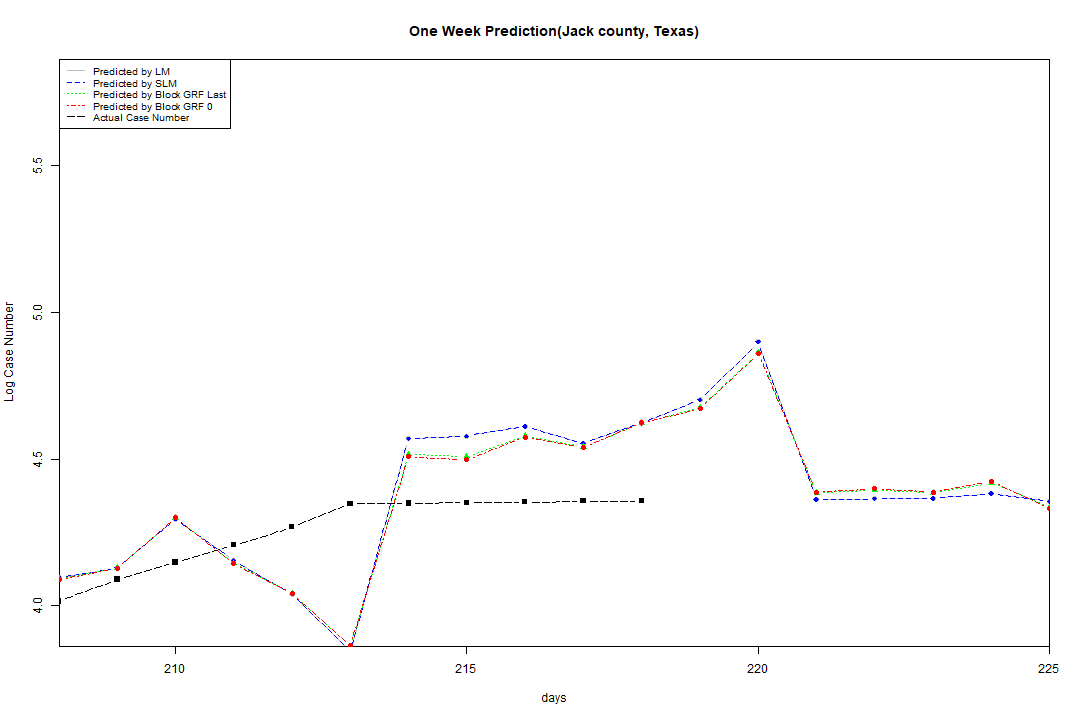 One Week Prediction(Jack county, Texas)
Predicted by LM
Predicted by SLM
Predicted by Block GRF Last
Predicted by Block GRF 0
Actual Case Number
5.5
5.0
4.5
4.0
Log Case Number
210
215
220
225
days